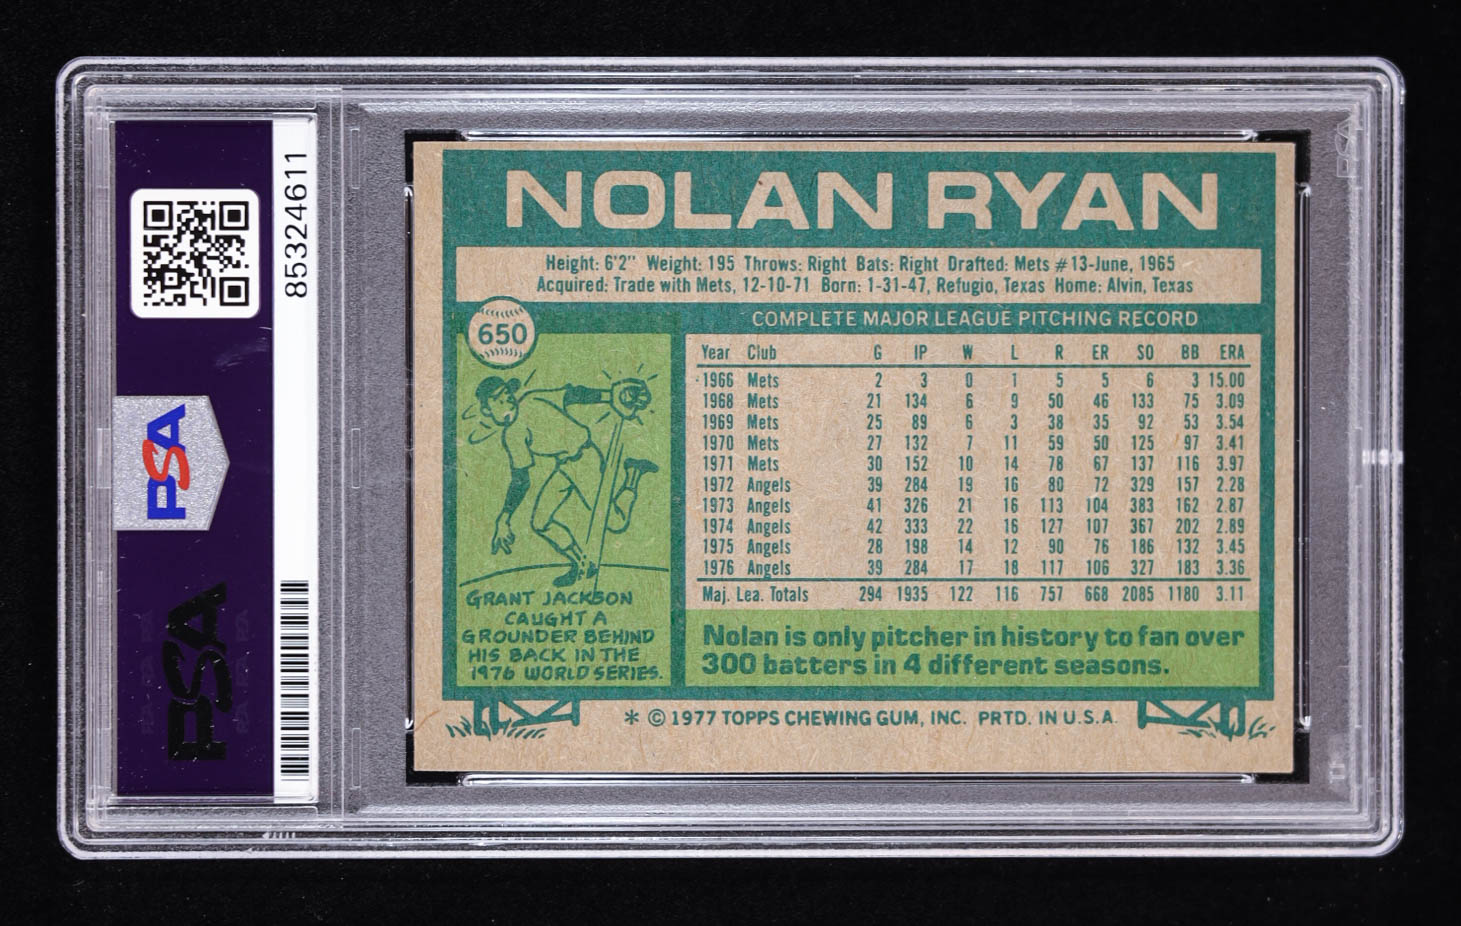 85324611
PSA
PSA
NOLAN RYAN
Height: 6'2" Weight: 195 Throws: Right Bats: Right Drafted: Mets #13-June, 1965
Acquired: Trade with Mets, 12-10-71 Born: 1-31-47, Refugio, Texas Home: Alvin, Texas
650
COMPLETE MAJOR LEAGUE PITCHING RECORD
Year Club G IP W L R ER SO BB ERA
1966 Mets 2 3 0 1 5 5 6 3 15.00
1968 Mets 21 134 6 9 50 46 133 75 3.09
1969 Mets 25 89 6 3 38 35 92 53 3.54
1970 Mets 27 132 7 11 59 50 125 97 3.41
1971 Mets 30 152 10 14 78 67 137 116 3.97
1972 Angels 39 284 19 16 80 72 329 157 2.28
1973 Angels 41 326 21 16 113 104 383 162 2.87
1974 Angels 42 333 22 16 127 107 367 202 2.89
1975 Angels 28 198 14 12 90 76 186 132 3.45
1976 Angels 39 284 17 18 117 106 327 183 3.36
Maj. Lea. Totals 294 1935 122 116 757 668 2085 1180 3.11
GRANT JACKSON
CAUGHT A
GROUNDER BEHIND
HIS BACK IN THE
1976 WORLD SERIES.
Nolan is only pitcher in history to fan over
300 batters in 4 different seasons.
* © 1977 TOPPS CHEWING GUM, INC. PRTD. IN U.S.A.